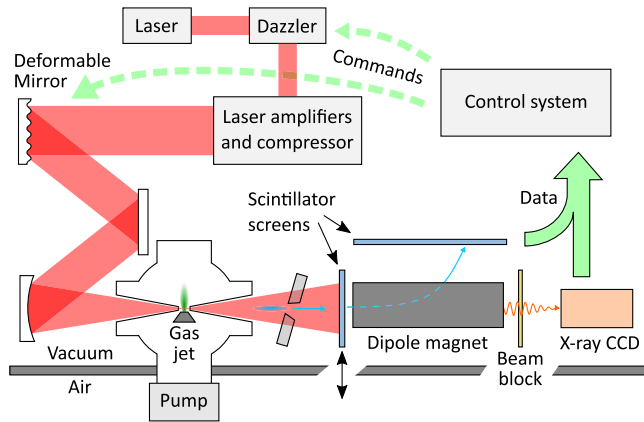 Laser
Dazzler
Deformable
Mirror
Commands
Laser amplifiers
and compressor
Control system
Scintillator
screens
Data
Gas
jet
Dipole magnet
X-ray CCD
Beam
block
Vacuum
Air
Pump